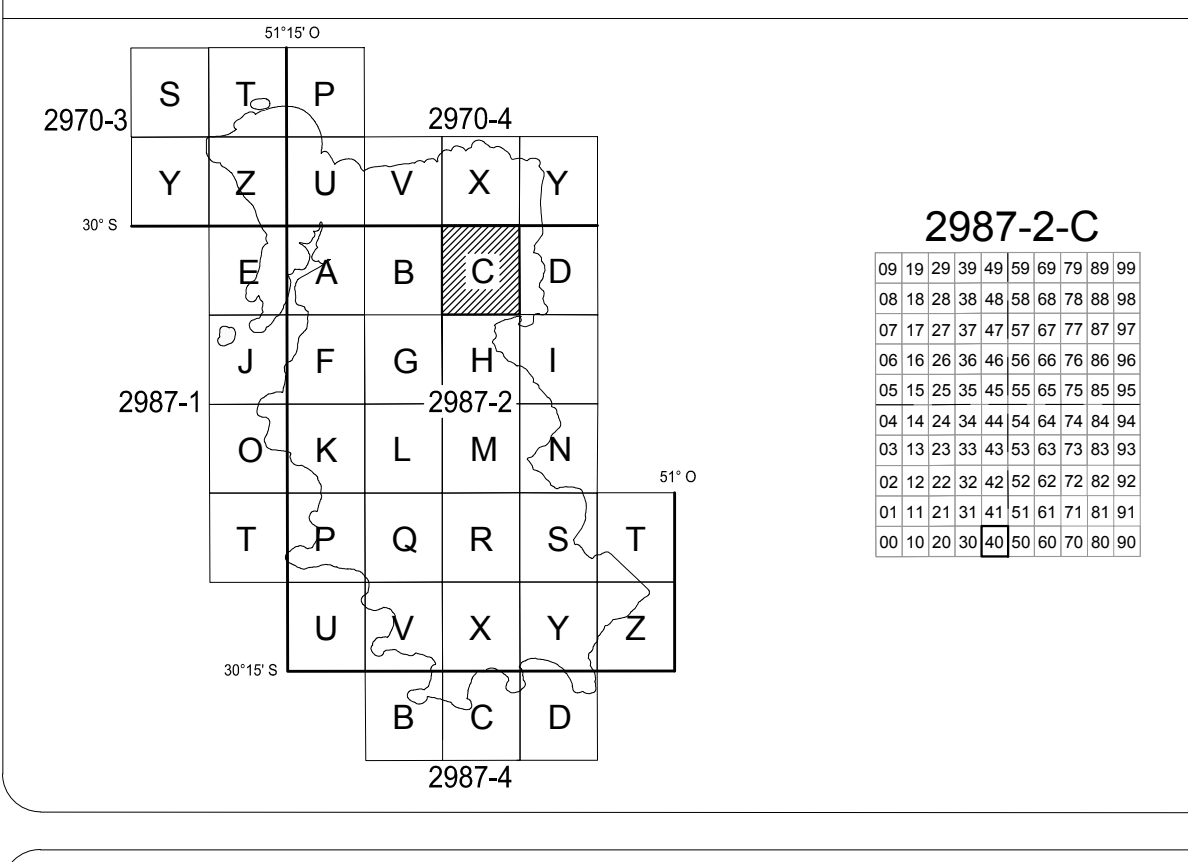 51°15' O
S T P
2970-3
2970-4
Y Z U V X Y
30° S
E A B C D
J F G H I
2987-1
2987-2
O K L M N
51° O
T P Q R S T
U V X Y Z
30°15' S
B C D
2987-4
2987-2-C
09 19 29 39 49 59 69 79 89 99
08 18 28 38 48 58 68 78 88 98
07 17 27 37 47 57 67 77 87 97
06 16 26 36 46 56 66 76 86 96
05 15 25 35 45 55 65 75 85 95
04 14 24 34 44 54 64 74 84 94
03 13 23 33 43 53 63 73 83 93
02 12 22 32 42 52 62 72 82 92
01 11 21 31 41 51 61 71 81 91
00 10 20 30 40 50 60 70 80 90